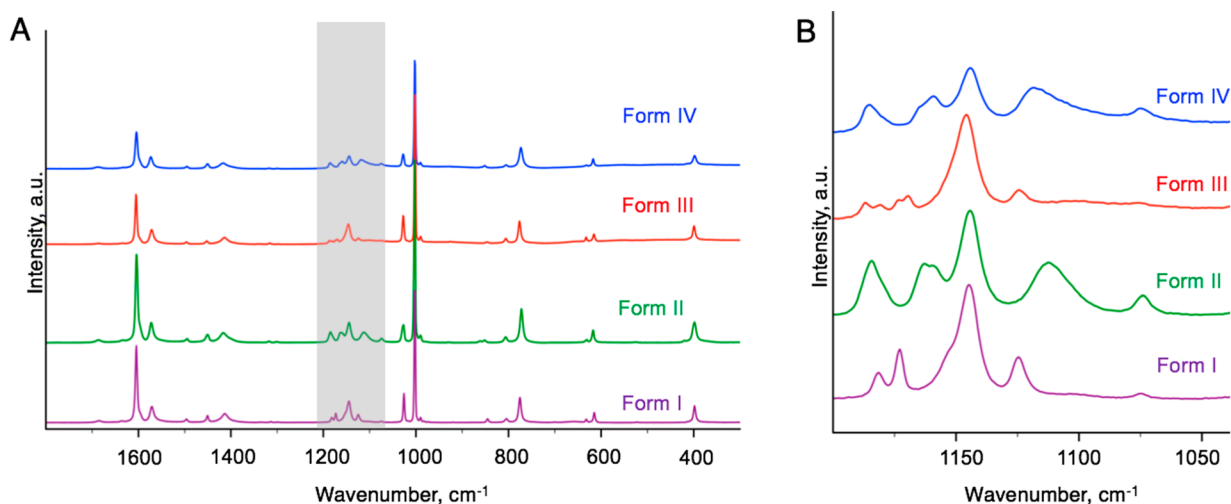 A
Intensity, a.u.
Form IV
Form III
Form II
Form I
1600 1400 1200 1000 800 600 400
Wavenumber, cm-1
B
Intensity, a.u.
Form IV
Form III
Form II
Form I
1150 1100 1050
Wavenumber, cm-1